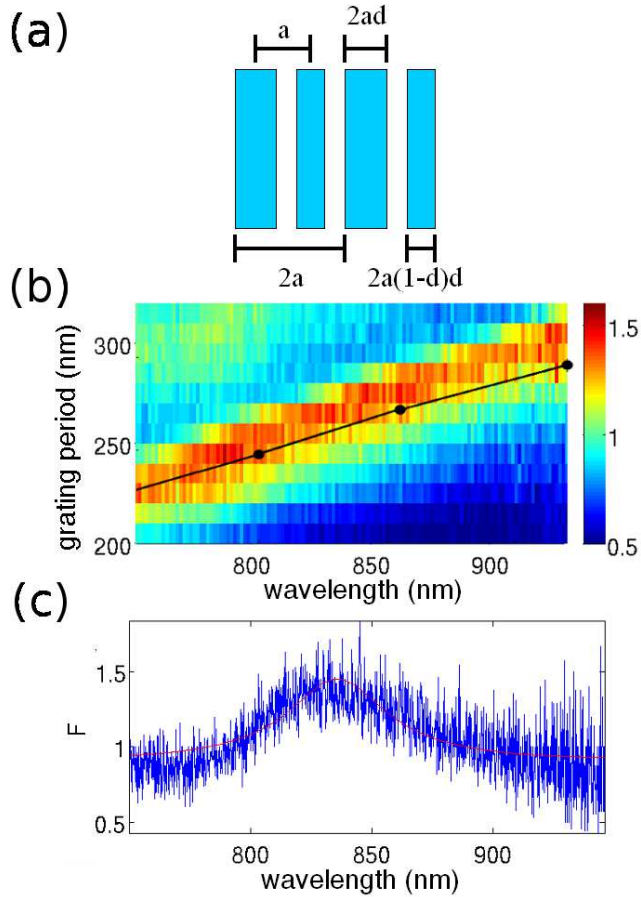 (a)
a
2ad
2a
2a(1-d)d
(b)
grating period (nm)
300
250
200
800
850
900
wavelength (nm)
1.5
1
0.5
(c)
F
1.5
1
0.5
800
850
900
wavelength (nm)